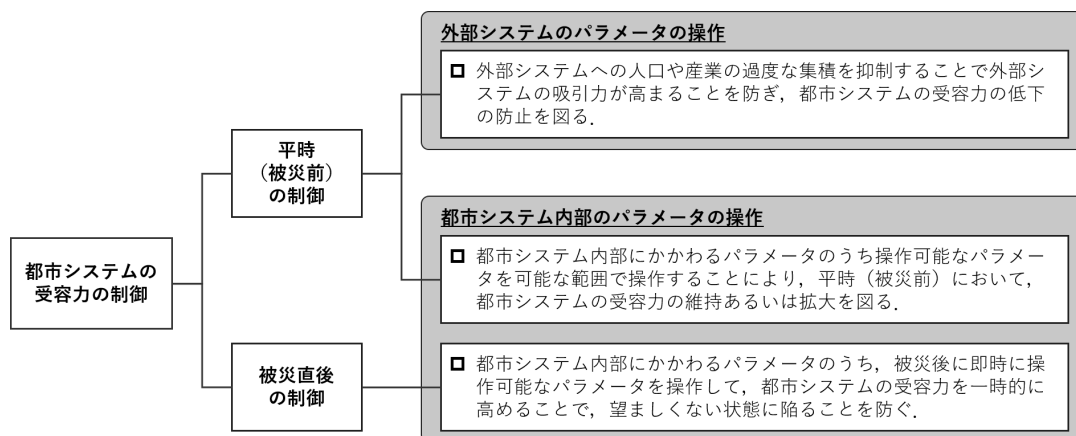 外部システムのパラメータの操作
外部システムへの人口や産業の過度な集積を抑制することで外部シ
ステムの吸引力が高まることを防ぎ，都市システムの受容力の低下
の防止を図る．
平時
（被災前）
の制御
都市システム内部のパラメータの操作
都市システムの
受容力の制御
都市システム内部にかかわるパラメータのうち操作可能なパラメー
タを可能な範囲で操作することにより，平時（被災前）において，
都市システムの受容力の維持あるいは拡大を図る．
被災直後
の制御
都市システム内部にかかわるパラメータのうち，被災後に即時に操
作可能なパラメータを操作して，都市システムの受容力を一時的に
高めることで，望ましくない状態に陥ることを防ぐ．